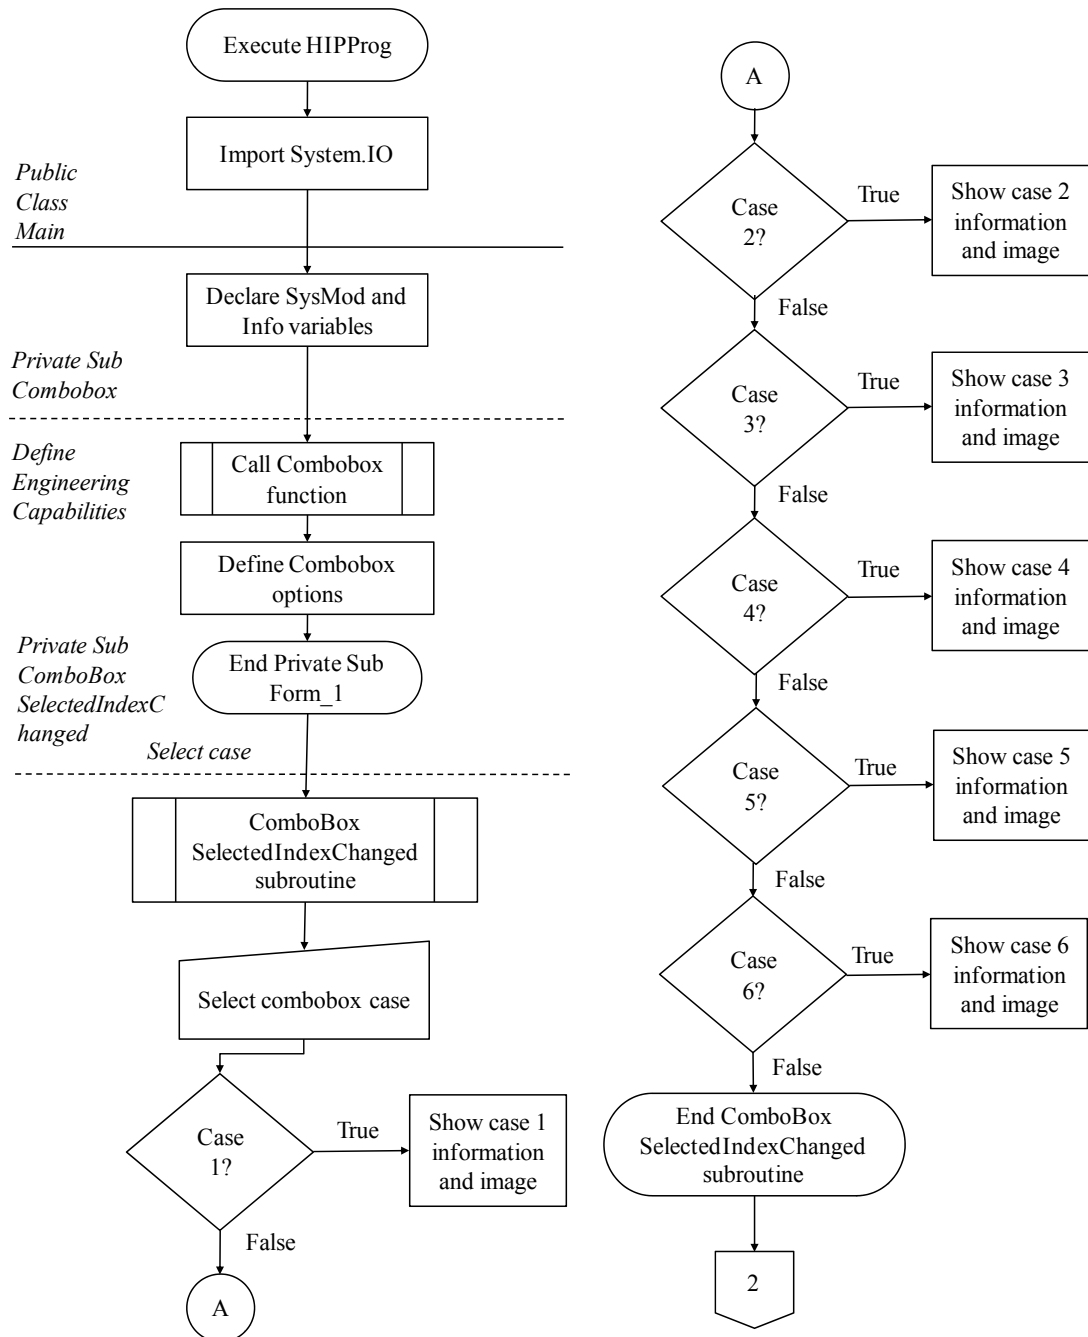 Execute HIPProg
Import System.IO
Public
Class
Main
Declare SysMod and
Info variables
Private Sub
Combobox
Define
Engineering
Capabilities
Call Combobox
function
Define Combobox
options
Private Sub
ComboBox
SelectedIndexC
hanged
End Private Sub
Form_1
Select case
ComboBox
SelectedIndexChanged
subroutine
Select combobox case
Case
1?
True
Show case 1
information
and image
False
A
A
Case
2?
True
Show case 2
information
and image
False
Case
3?
True
Show case 3
information
and image
False
Case
4?
True
Show case 4
information
and image
False
Case
5?
True
Show case 5
information
and image
False
Case
6?
True
Show case 6
information
and image
False
End ComboBox
SelectedIndexChanged
subroutine
2